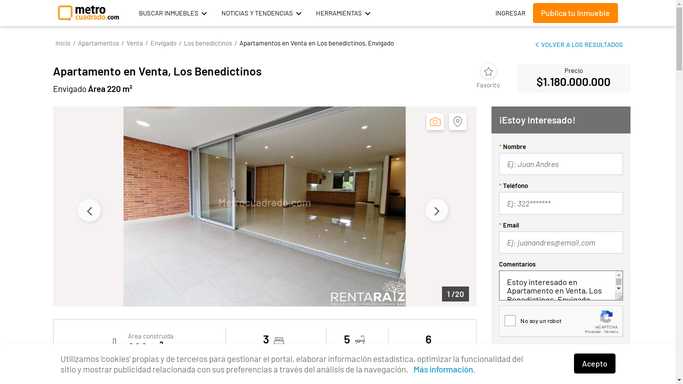 metro
cuadrado.com
BUSCAR INMUEBLES
NOTICIAS Y TENDENCIAS
HERRAMIENTAS
INGRESAR
Publica tu Inmueble
Inicio | Apartamentos | Venta | Envigado | Los benedictinos | Apartamentos en Venta en Los benedictinos, Envigado
VOLVER A LOS RESULTADOS
Apartamento en Venta, Los Benedictinos
Envigado Área 220 m²
Favorito
Precio
$1.180.000.000
Metrocuadrado.com
RENTARAÍZ
1 / 20
¡Estoy Interesado!
* Nombre
Ej: Juan Andres
* Teléfono
Ej: 322*******
* Email
Ej: juanandres@email.com
Comentarios
Estoy interesado en
Apartamento en Venta, Los
Benedictinos, Envigado
No soy un robot
reCAPTCHA
Privacidad - Términos
Área construida
3
5
6
Utilizamos 'cookies' propias y de terceros para gestionar el portal, elaborar información estadística, optimizar la funcionalidad del
sitio y mostrar publicidad relacionada con sus preferencias a través del análisis de la navegación. Más información.
Acepto